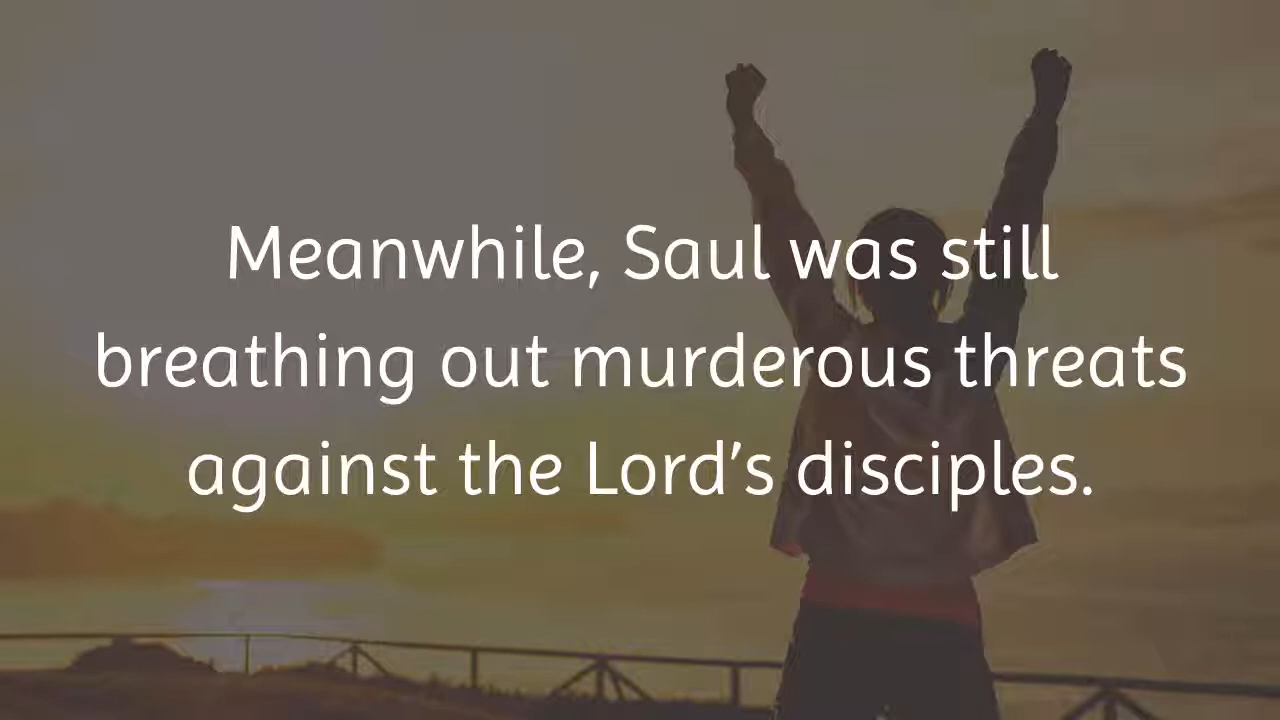 Meanwhile, Saul was still
breathing out murderous threats
against the Lord’s disciples.